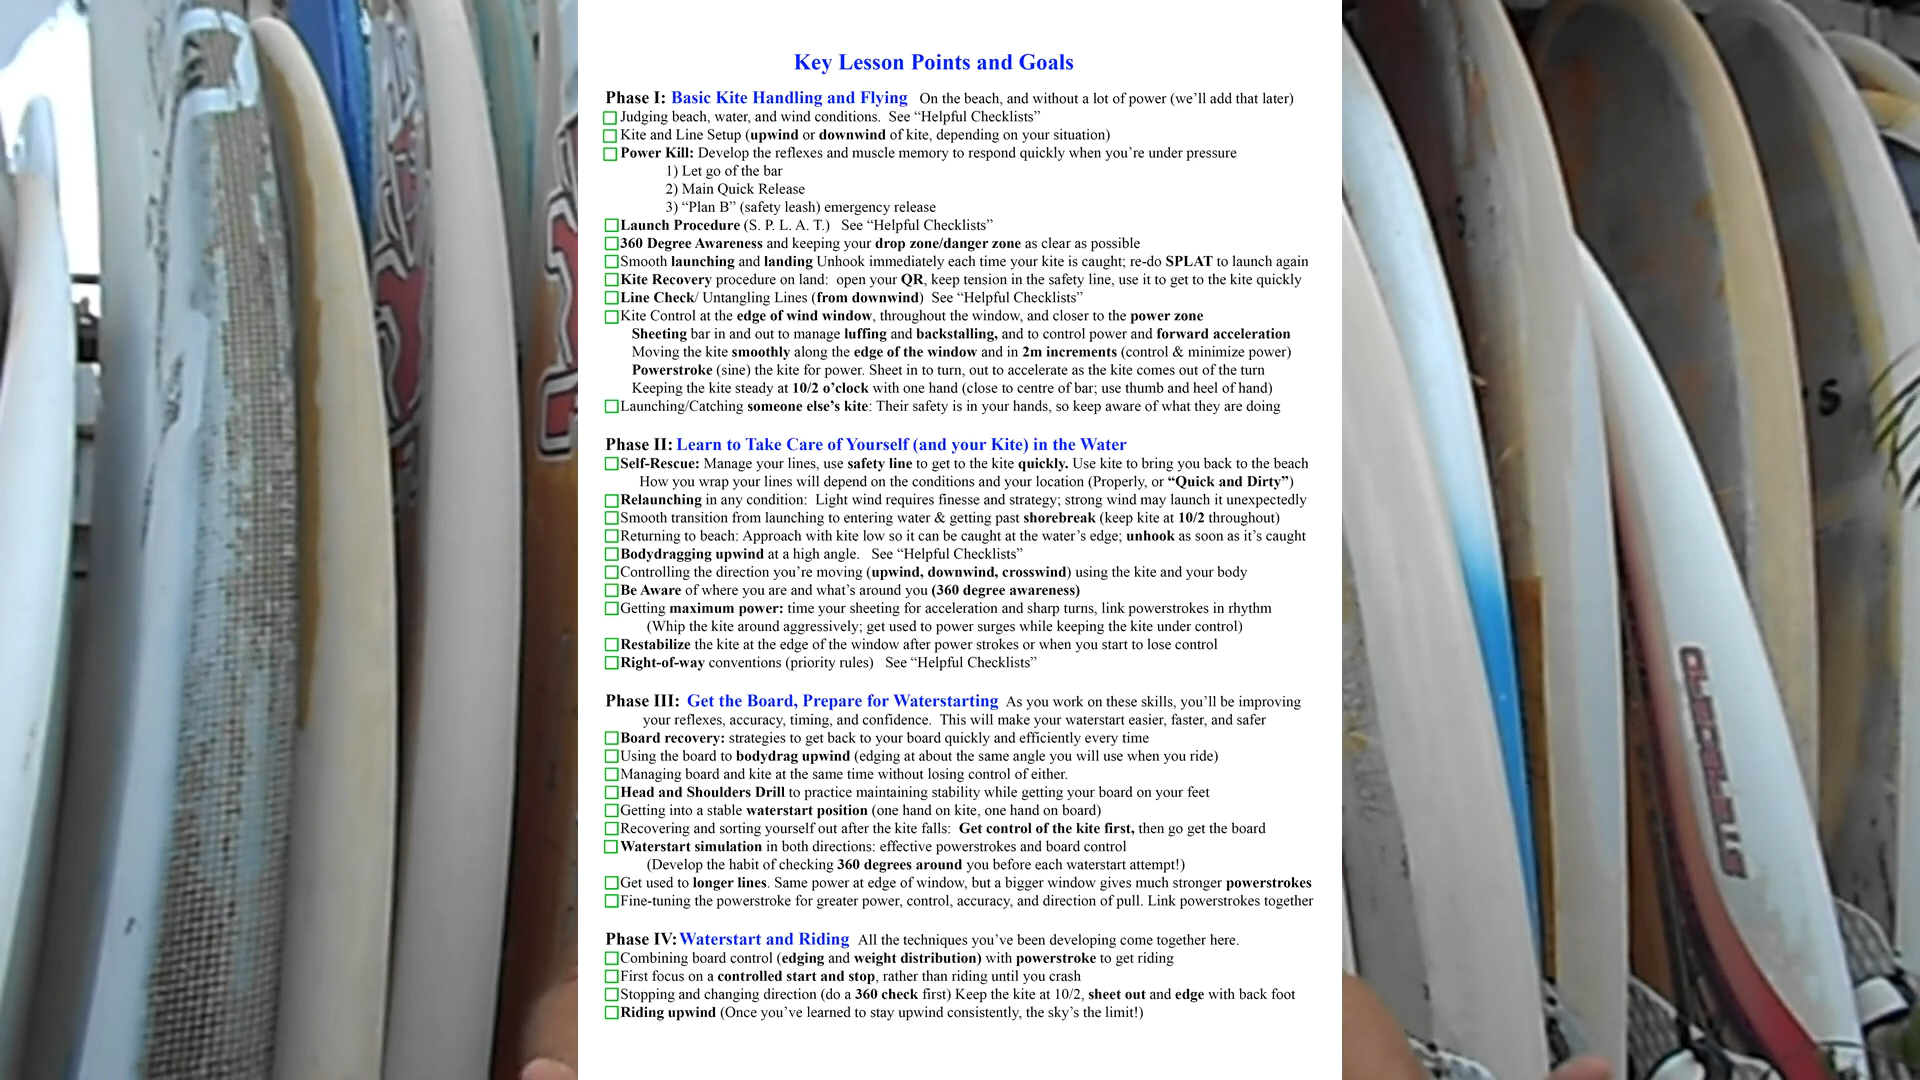 Key Lesson Points and Goals
Phase I: Basic Kite Handling and Flying On the beach, and without a lot of power (we’ll add that later)
Judging beach, water, and wind conditions. See “Helpful Checklists”
Kite and Line Setup (upwind or downwind of kite, depending on your situation)
Power Kill: Develop the reflexes and muscle memory to respond quickly when you’re under pressure
1) Let go of the bar
2) Main Quick Release
3) “Plan B” (safety leash) emergency release
Launch Procedure (S. P. L. A. T.) See “Helpful Checklists”
360 Degree Awareness and keeping your drop zone/danger zone as clear as possible
Smooth launching and landing Unhook immediately each time your kite is caught; re-do SPLAT to launch again
Kite Recovery procedure on land: open your QR, keep tension in the safety line, use it to get to the kite quickly
Line Check/ Untangling Lines (from downwind) See “Helpful Checklists”
Kite Control at the edge of wind window, throughout the window, and closer to the power zone
Sheeting bar in and out to manage luffing and backstalling, and to control power and forward acceleration
Moving the kite smoothly along the edge of the window and in 2m increments (control & minimize power)
Powerstroke (sine) the kite for power. Sheet in to turn, out to accelerate as the kite comes out of the turn
Keeping the kite steady at 10/2 o’clock with one hand (close to centre of bar; use thumb and heel of hand)
Launching/Catching someone else’s kite: Their safety is in your hands, so keep aware of what they are doing
Phase II: Learn to Take Care of Yourself (and your Kite) in the Water
Self-Rescue: Manage your lines, use safety line to get to the kite quickly. Use kite to bring you back to the beach
How you wrap your lines will depend on the conditions and your location (Properly, or “Quick and Dirty”)
Relaunching in any condition: Light wind requires finesse and strategy; strong wind may launch it unexpectedly
Smooth transition from launching to entering water & getting past shorebreak (keep kite at 10/2 throughout)
Returning to beach: Approach with kite low so it can be caught at the water’s edge; unhook as soon as it’s caught
Bodydragging upwind at a high angle. See “Helpful Checklists”
Controlling the direction you’re moving (upwind, downwind, crosswind) using the kite and your body
Be Aware of where you are and what’s around you (360 degree awareness)
Getting maximum power: time your sheeting for acceleration and sharp turns, link powerstrokes in rhythm
(Whip the kite around aggressively; get used to power surges while keeping the kite under control)
Restabilize the kite at the edge of the window after power strokes or when you start to lose control
Right-of-way conventions (priority rules) See “Helpful Checklists”
Phase III: Get the Board, Prepare for Waterstarting As you work on these skills, you’ll be improving
your reflexes, accuracy, timing, and confidence. This will make your waterstart easier, faster, and safer
Board recovery: strategies to get back to your board quickly and efficiently every time
Using the board to bodydrag upwind (edging at about the same angle you will use when you ride)
Managing board and kite at the same time without losing control of either.
Head and Shoulders Drill to practice maintaining stability while getting your board on your feet
Getting into a stable waterstart position (one hand on kite, one hand on board)
Recovering and sorting yourself out after the kite falls: Get control of the kite first, then go get the board
Waterstart simulation in both directions: effective powerstrokes and board control
(Develop the habit of checking 360 degrees around you before each waterstart attempt!)
Get used to longer lines. Same power at edge of window, but a bigger window gives much stronger powerstrokes
Fine-tuning the powerstroke for greater power, control, accuracy, and direction of pull. Link powerstrokes together
Phase IV: Waterstart and Riding All the techniques you’ve been developing come together here.
Combining board control (edging and weight distribution) with powerstroke to get riding
First focus on a controlled start and stop, rather than riding until you crash
Stopping and changing direction (do a 360 check first) Keep the kite at 10/2, sheet out and edge with back foot
Riding upwind (Once you’ve learned to stay upwind consistently, the sky’s the limit!)